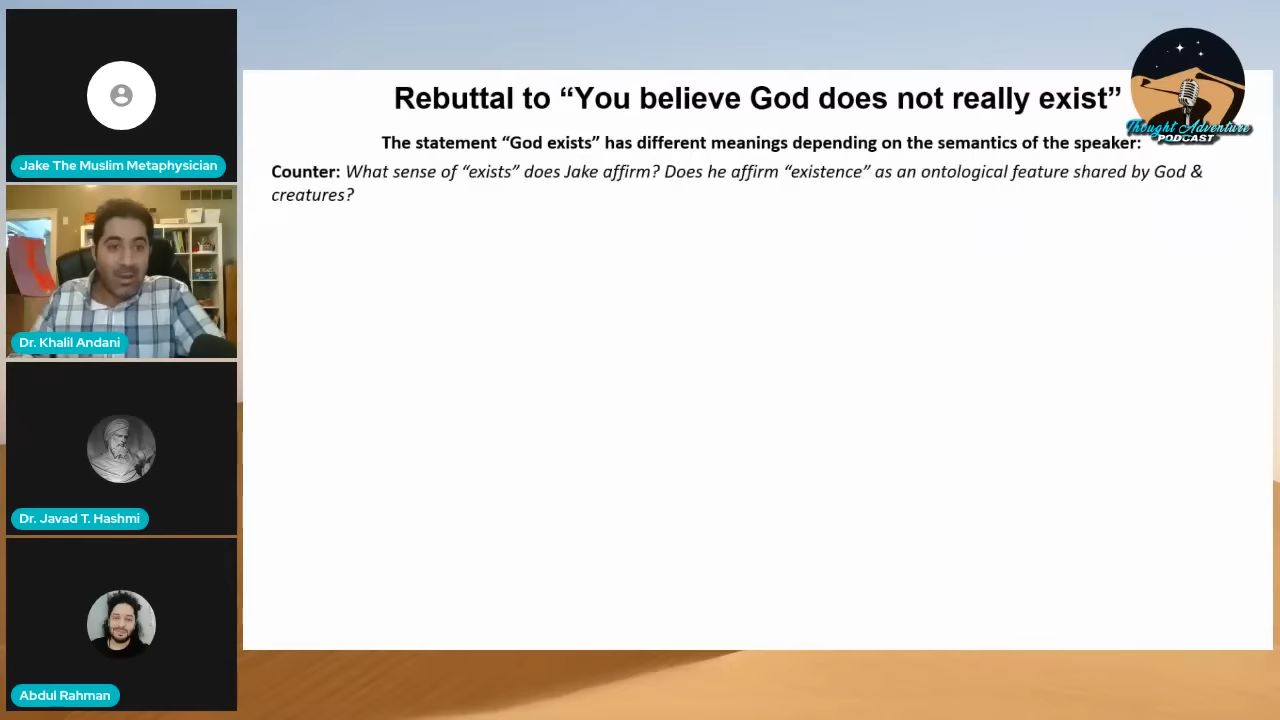 Jake The Muslim Metaphysician
Dr. Khalil Andani
Dr. Javad T. Hashmi
Abdul Rahman
Rebuttal to “You believe God does not really exist”
The statement “God exists” has different meanings depending on the semantics of the speaker:
Counter: What sense of “exists” does Jake affirm? Does he affirm “existence” as an ontological feature shared by God &
creatures?
Thought Adventure
PODCAST